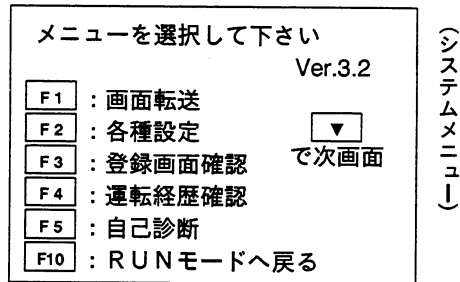 メニューを選択して下さい
Ver.3.2
F1：画面転送
F2：各種設定
▼
F3：登録画面確認
で次画面
F4：運転経歴確認
F5：自己診断
F10：RUNモードへ戻る
(システムメニュー)